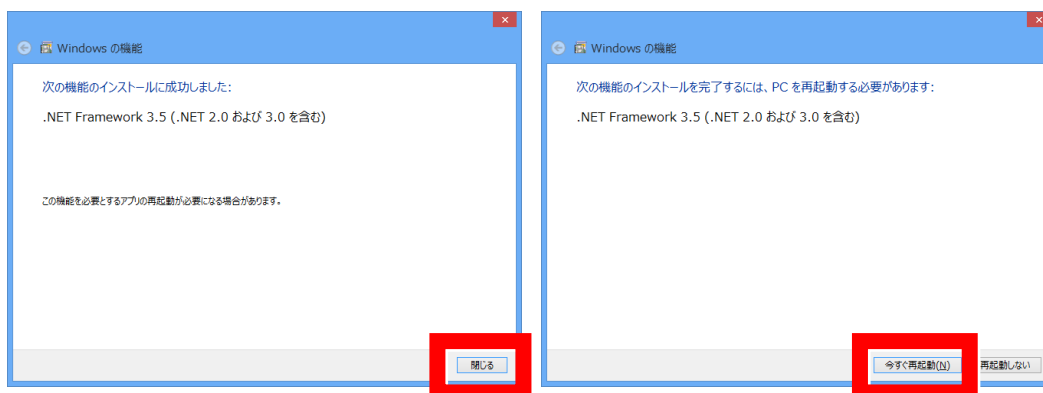 Windows の機能
次の機能のインストールに成功しました:
.NET Framework 3.5 (.NET 2.0 および 3.0 を含む)
この機能を必要とするアプリの再起動が必要になる場合があります。
閉じる
Windows の機能
次の機能のインストールを完了するには、PC を再起動する必要があります:
.NET Framework 3.5 (.NET 2.0 および 3.0 を含む)
今すぐ再起動(N)
再起動しない